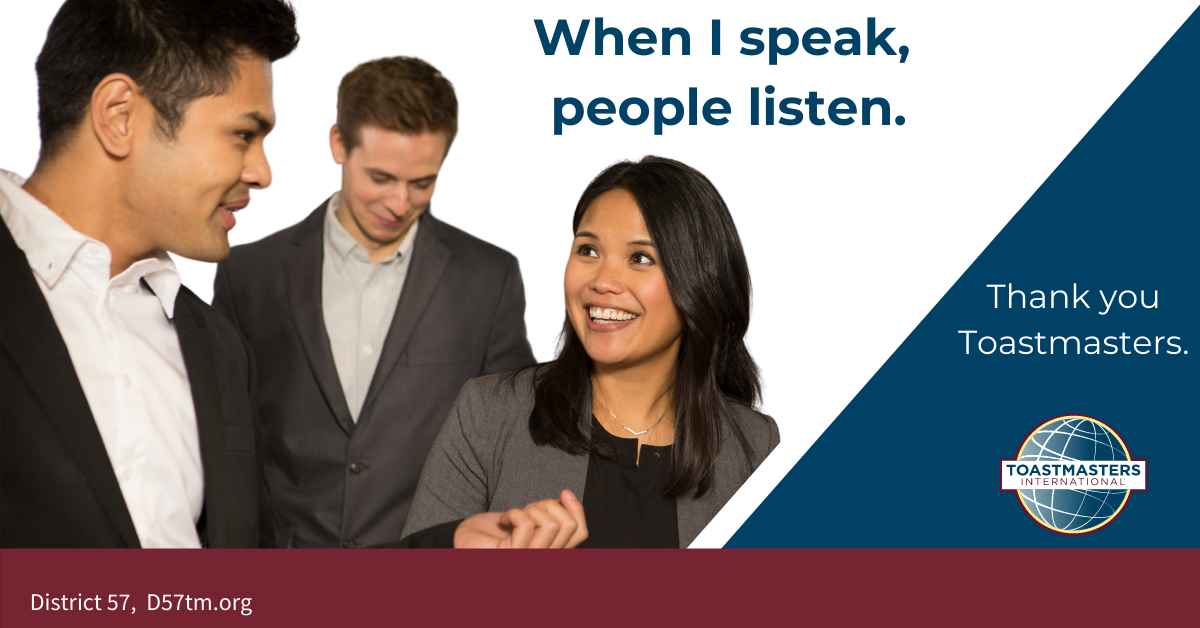 When I speak,
people listen.
Thank you
Toastmasters.
TOASTMASTERS
INTERNATIONAL
District 57,  D57tm.org